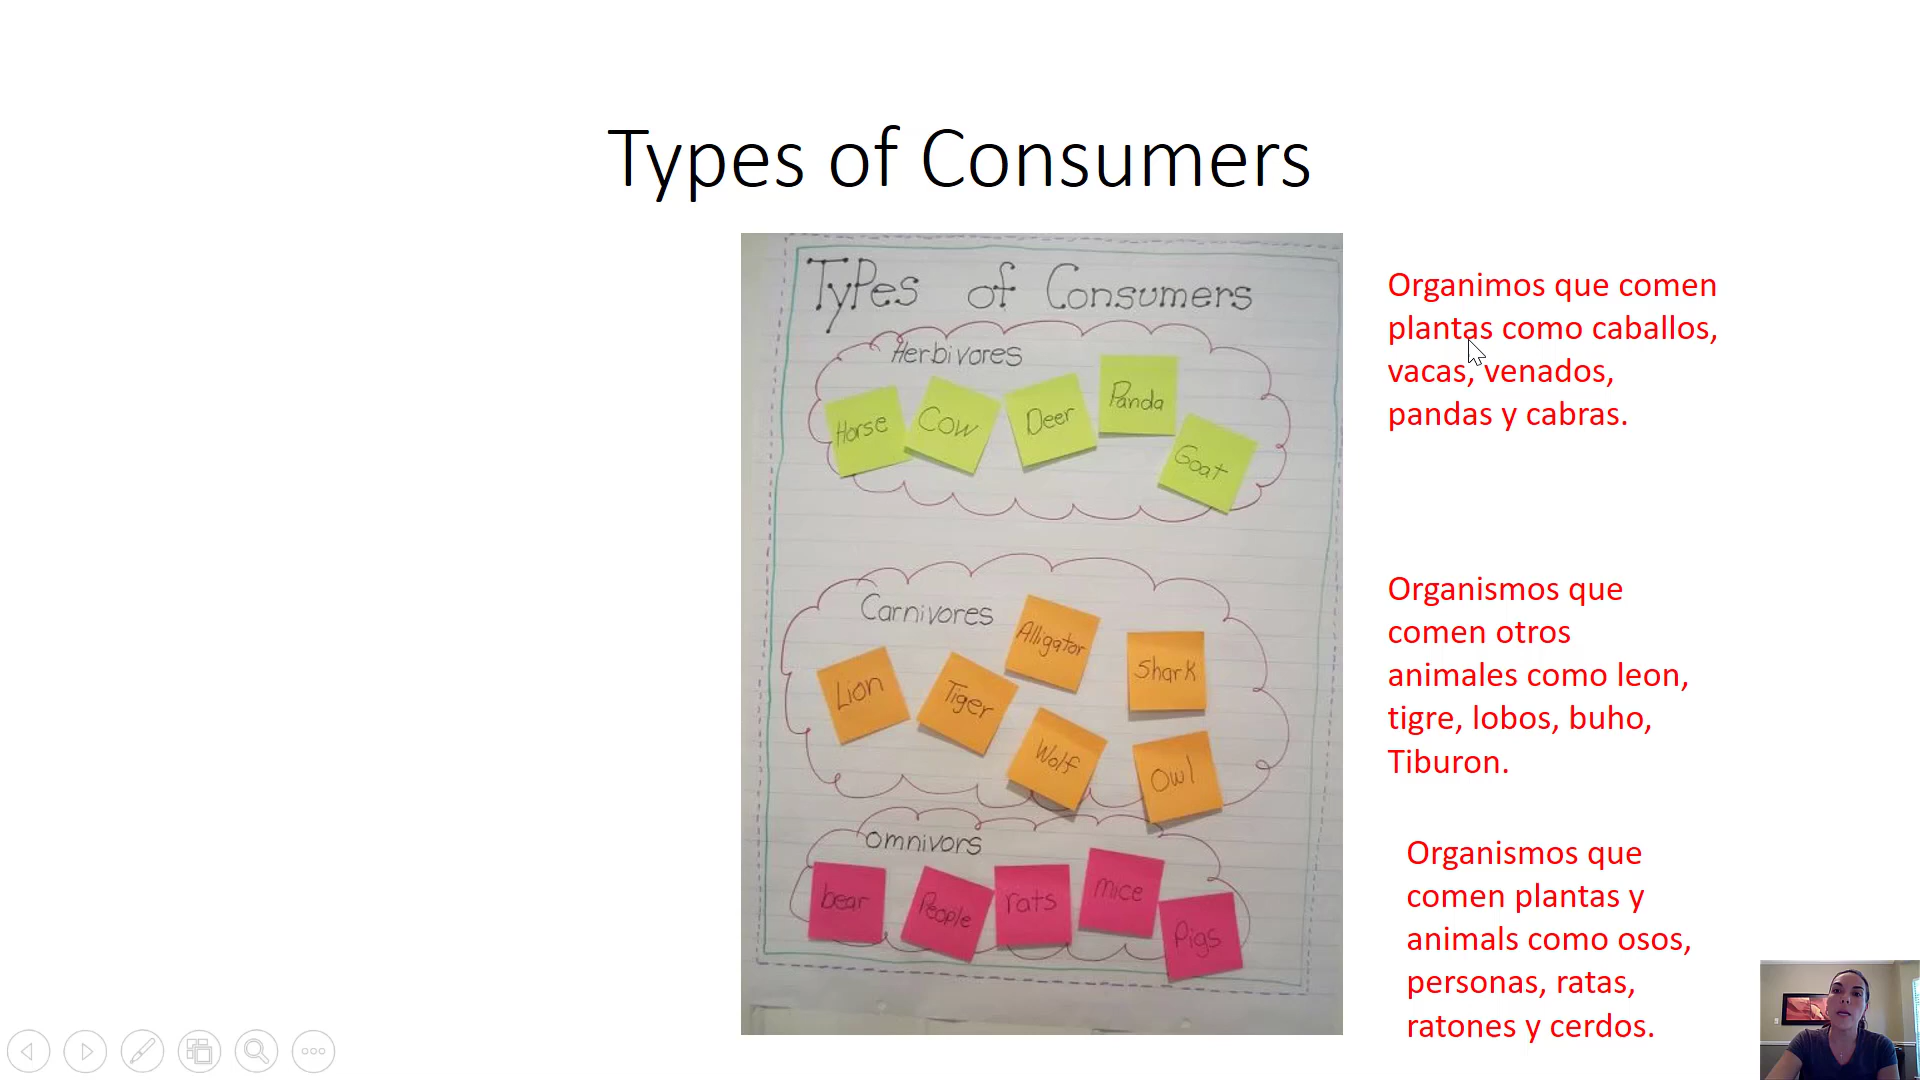 Types of Consumers
Types of Consumers
Herbivores
Horse
Cow
Deer
Panda
Goat
Carnivores
Lion
Tiger
Alligator
Shark
Wolf
Owl
omnivors
bear
People
rats
mice
Pigs
Organimos que comen
plantas como caballos,
vacas, venados,
pandas y cabras.
Organismos que
comen otros
animales como leon,
tigre, lobos, buho,
Tiburon.
Organismos que
comen plantas y
animals como osos,
personas, ratas,
ratones y cerdos.